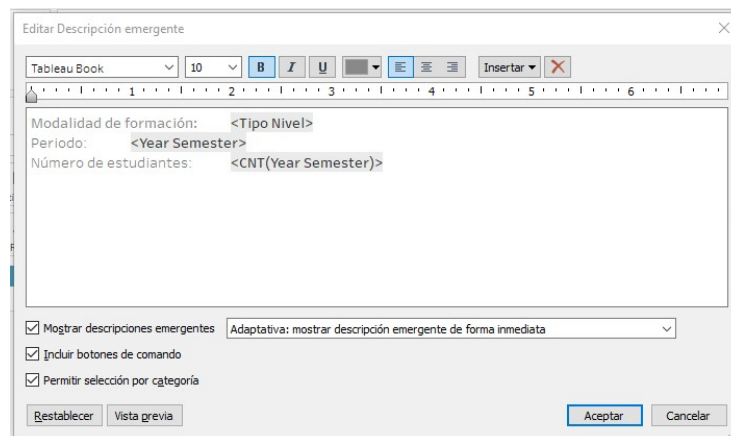 Editar Descripción emergente
Tableau Book 10 B I U Insertar
1 2 3 4 5 6
Modalidad de formación: <Tipo Nivel>
Periodo: <Year Semester>
Número de estudiantes: <CNT(Year Semester)>
Mostrar descripciones emergentes Adaptativa: mostrar descripción emergente de forma inmediata
Incluir botones de comando
Permitir selección por categoría
Restablecer Vista previa Aceptar Cancelar